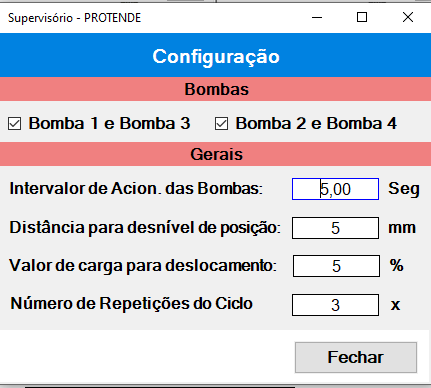 Supervisório - PROTENDE
Configuração
Bombas
Bomba 1 e Bomba 3 Bomba 2 e Bomba 4
Gerais
Intervalor de Acion. das Bombas: 5,00 Seg
Distância para desnível de posição: 5 mm
Valor de carga para deslocamento: 5 %
Número de Repetições do Ciclo 3 x
Fechar